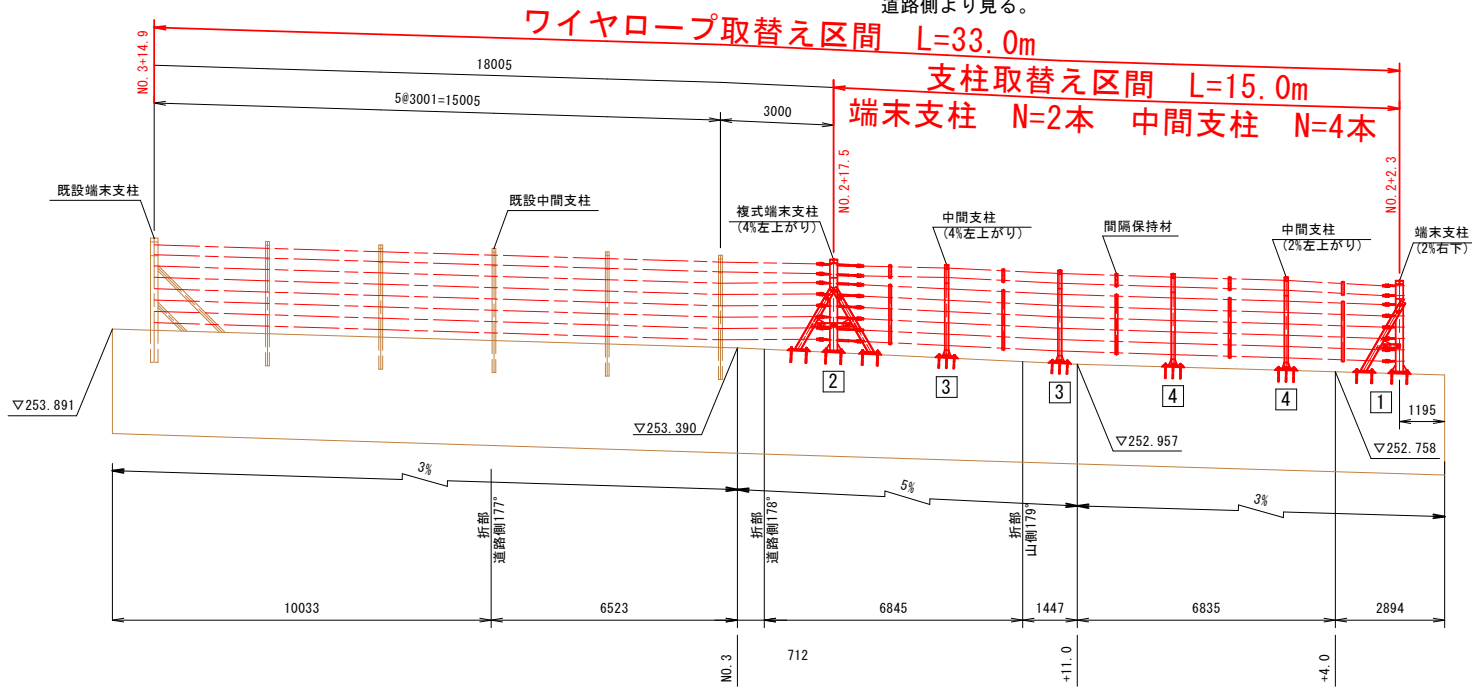 道路側より見る。
ワイヤロープ取替え区間 L=33.0m
NO.3+14.9
18005
支柱取替え区間 L=15.0m
5@3001=15005
3000
端末支柱 N=2本 中間支柱 N=4本
NO.2+17.5
NO.2+2.3
既設端末支柱
既設中間支柱
複式端末支柱
(4%左上がり)
中間支柱
(4%左上がり)
間隔保持材
中間支柱
(2%左上がり)
端末支柱
(2%右下)
2
3
3
4
4
1
1195
▽253.891
▽253.390
▽252.957
▽252.758
3%
5%
3%
折部
道路側177°
折部
道路側178°
折部
山側179°
10033
6523
6845
1447
6835
2894
712
NO.3
+11.0
+4.0